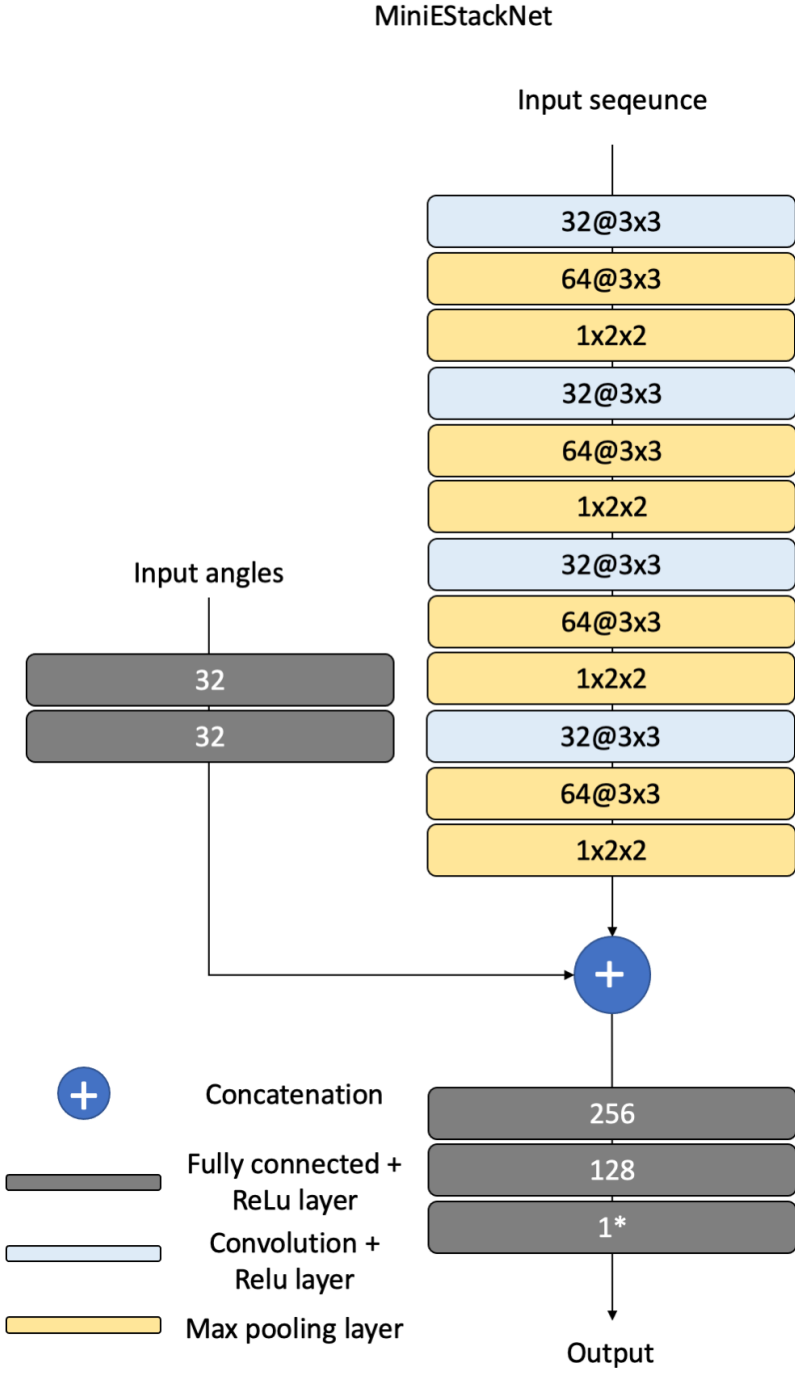 MiniEStackNet
Input seqeunce
32@3x3
64@3x3
1x2x2
32@3x3
64@3x3
1x2x2
32@3x3
64@3x3
1x2x2
32@3x3
64@3x3
1x2x2
Input angles
32
32
+
256
128
1*
Output
+
Concatenation
Fully connected +
ReLu layer
Convolution +
Relu layer
Max pooling layer